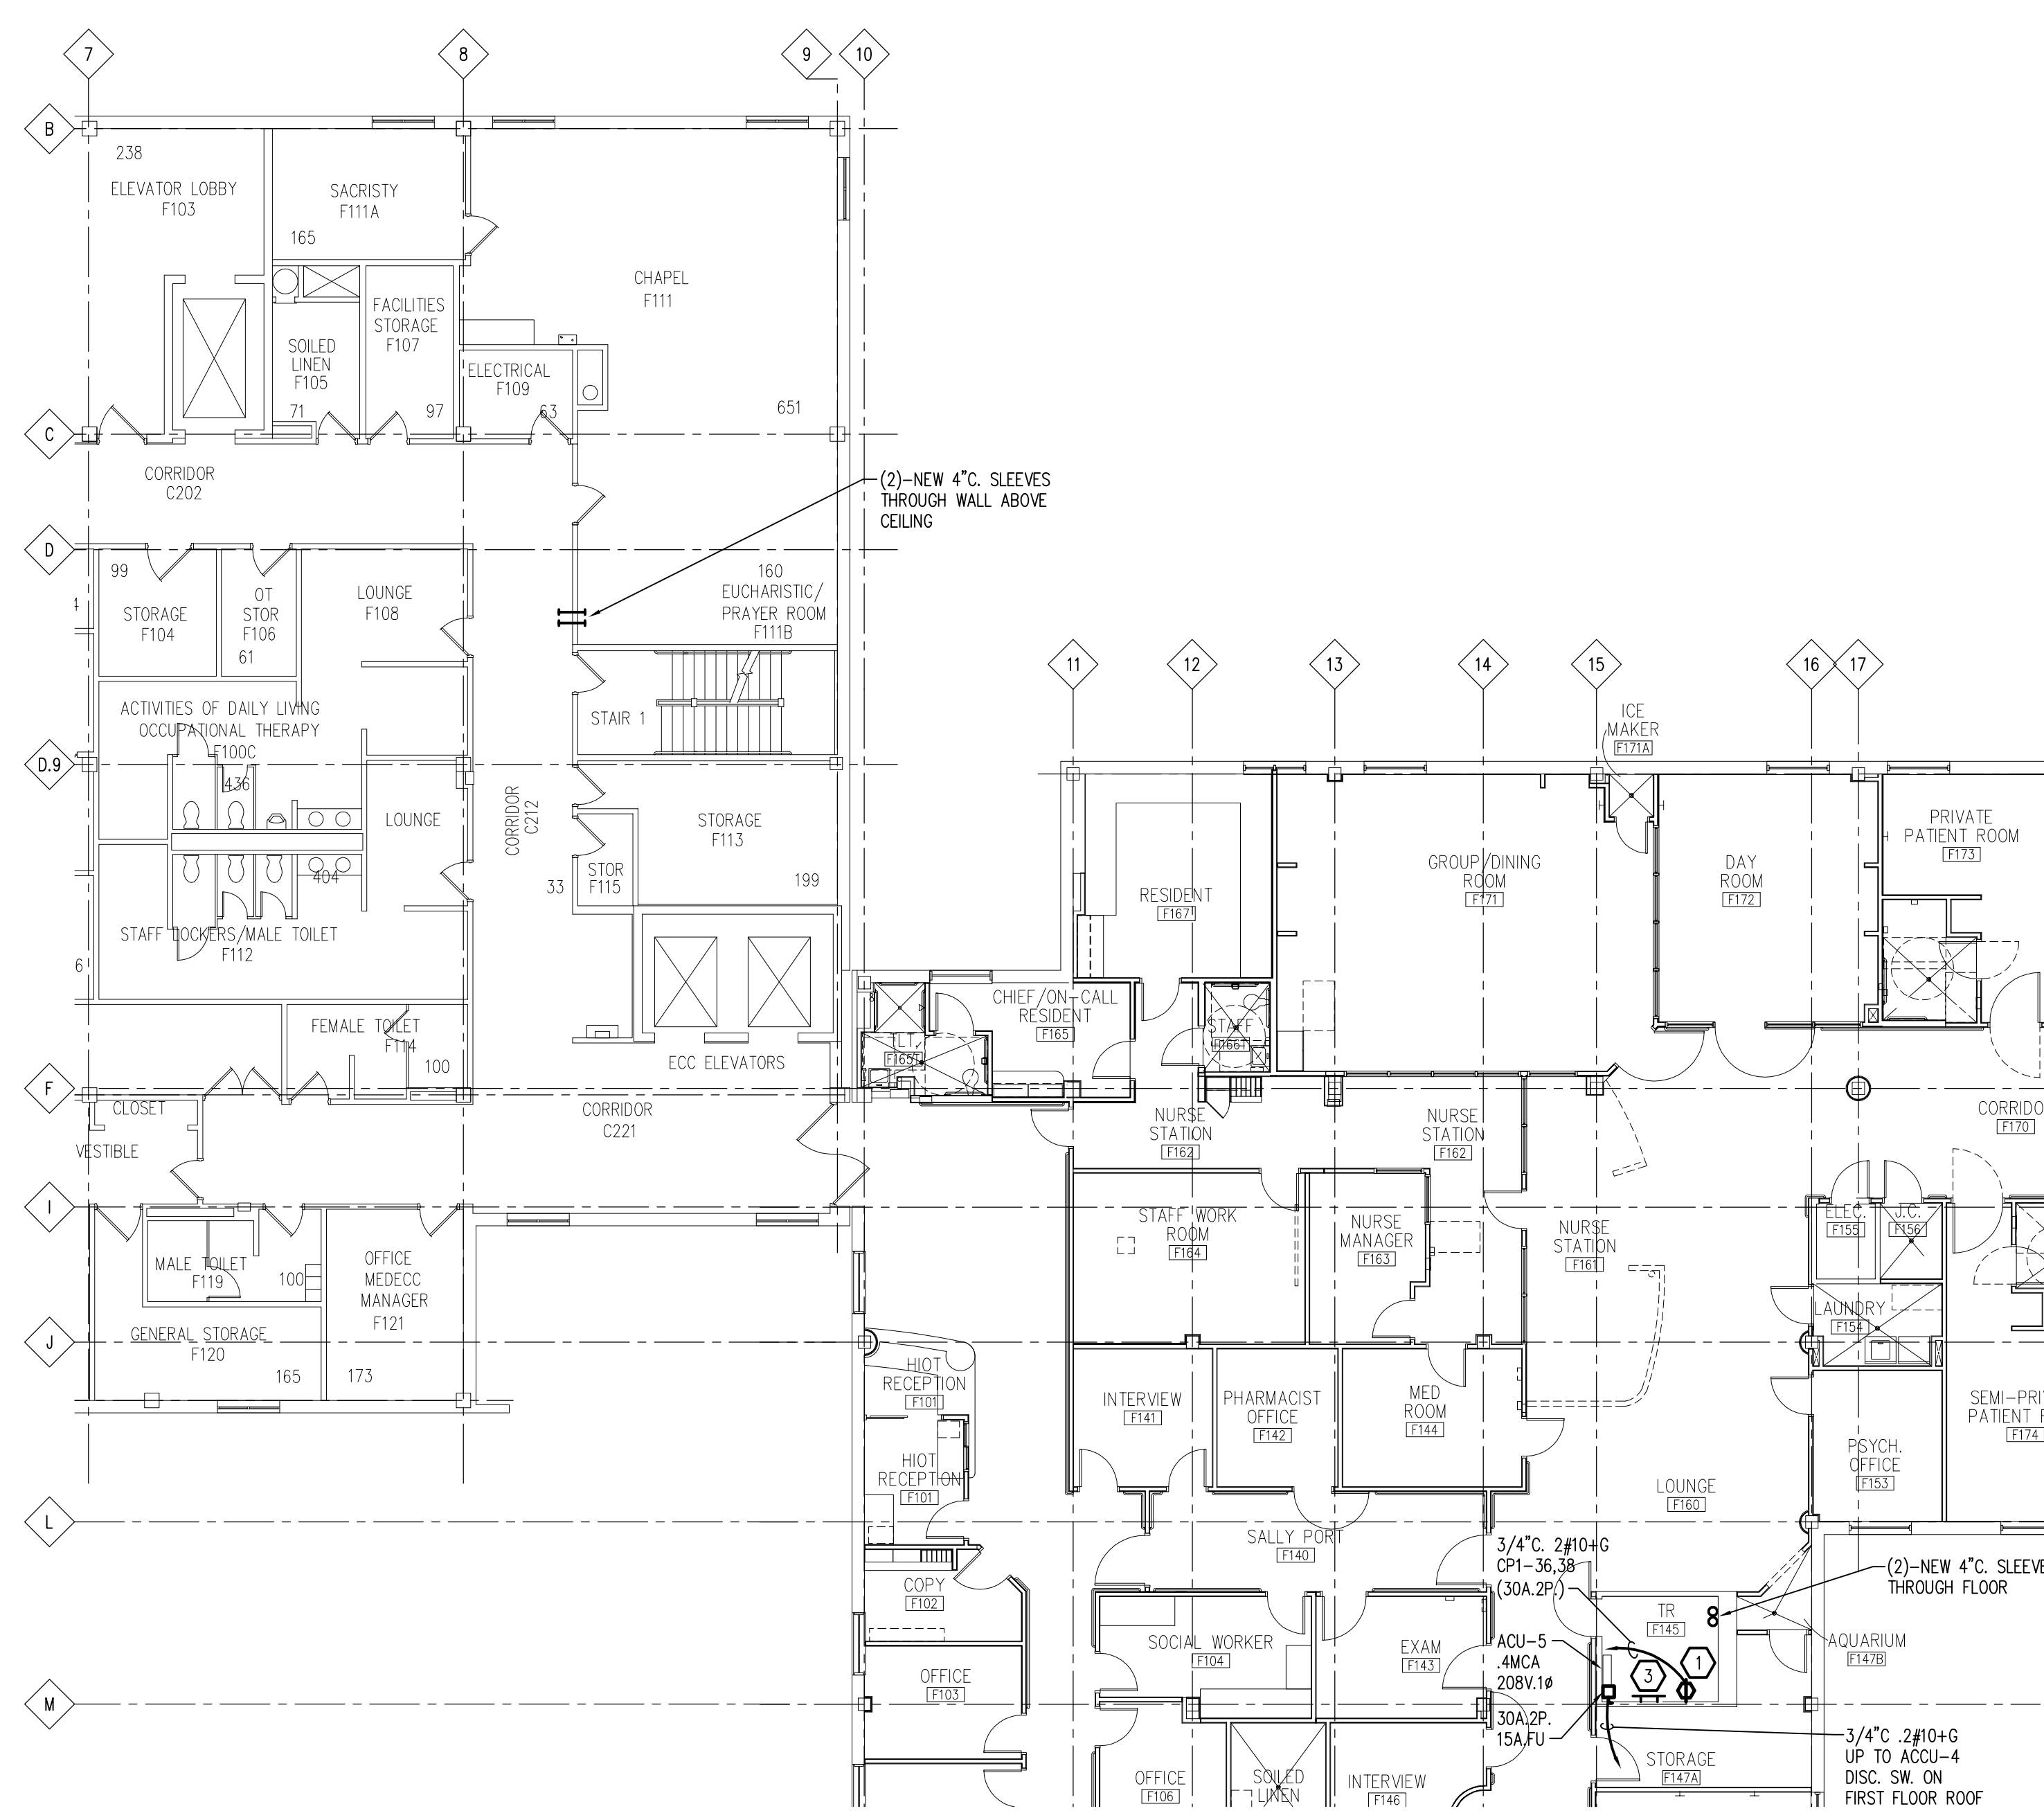 7
8
9
10
B
238
ELEVATOR LOBBY
F103
SACRISTY
F111A
165
CHAPEL
F111
FACILITIES
STORAGE
F107
SOILED
LINEN
F105
71
97
ELECTRICAL
F109
63
651
C
CORRIDOR
C202
(2)-NEW 4"C. SLEEVES
THROUGH WALL ABOVE
CEILING
D
99
STORAGE
F104
OT
STOR
F106
61
LOUNGE
F108
160
EUCHARISTIC/
PRAYER ROOM
F111B
STAIR 1
ACTIVITIES OF DAILY LIVING
OCCUPATIONAL THERAPY
F100C
436
D.9
LOUNGE
CORRIDOR
C212
STORAGE
F113
199
STOR
F115
33
404
STAFF LOCKERS/MALE TOILET
F112
6
FEMALE TOILET
F114
100
ECC ELEVATORS
F
CLOSET
VESTIBLE
CORRIDOR
C221
I
MALE TOILET
F119
100
OFFICE
MEDECC
MANAGER
F121
173
J
GENERAL STORAGE
F120
165
L
M
11
12
13
14
15
16
17
ICE
MAKER
F171A
RESIDENT
F167
GROUP/DINING
ROOM
F171
DAY
ROOM
F172
PRIVATE
PATIENT ROOM
F173
CHIEF/ON-CALL
RESIDENT
F165
F165T
STAFF
F166T
NURSE
STATION
F162
NURSE
STATION
F162
CORRIDO
F170
STAFF WORK
ROOM
F164
NURSE
MANAGER
F163
NURSE
STATION
F161
ELEC.
F155
J.C.
F156
LAUNDRY
F154
HIOT
RECEPTION
F101
HIOT
RECEPTION
F101
INTERVIEW
F141
PHARMACIST
OFFICE
F142
MED
ROOM
F144
PSYCH.
OFFICE
F153
SEMI-PRI
PATIENT
F174
LOUNGE
F160
SALLY PORT
F140
3/4"C. 2#10+G
CP1-36,38
(30A.2P.)
(2)-NEW 4"C. SLEEVE
THROUGH FLOOR
COPY
F102
TR
F145
SOCIAL WORKER
F104
EXAM
F143
ACU-5
.4MCA
208V.1ø
30A.2P.
15A.FU
3
1
AQUARIUM
F147B
OFFICE
F103
3/4"C .2#10+G
UP TO ACCU-4
DISC. SW. ON
FIRST FLOOR ROOF
STORAGE
F147A
OFFICE
F106
SOILED
LINEN
INTERVIEW
F146